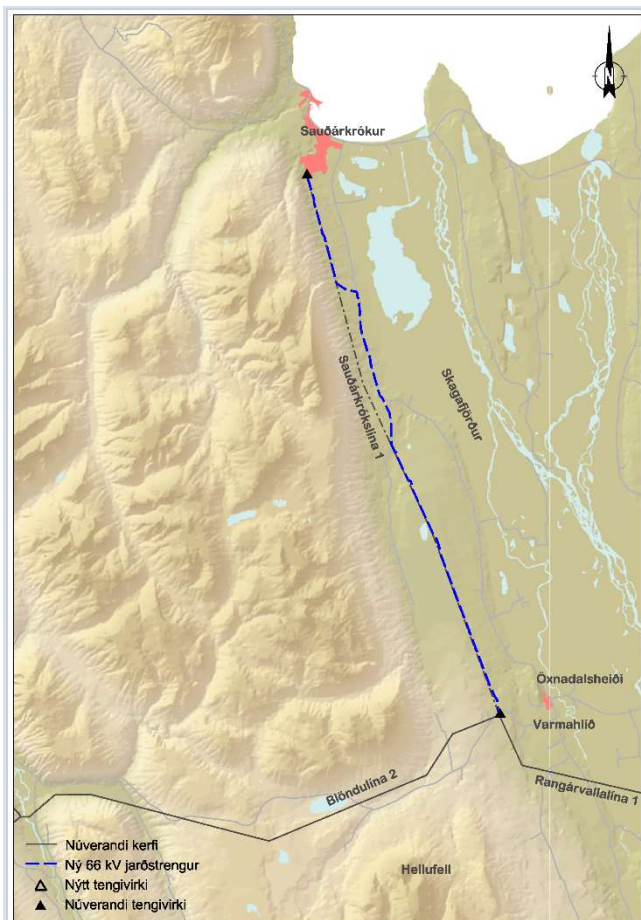 N
Sauðárkrókur
Sauðárkrókslína 1
Skagafjörður
Öxnadalsheiði
Varmahlíð
Blöndulína 2
Rangárvallalína 1
Hellufell
Núverandi kerfi
Ný 66 kV jarðstrengur
Nýtt tengivirki
Núverandi tengivirki